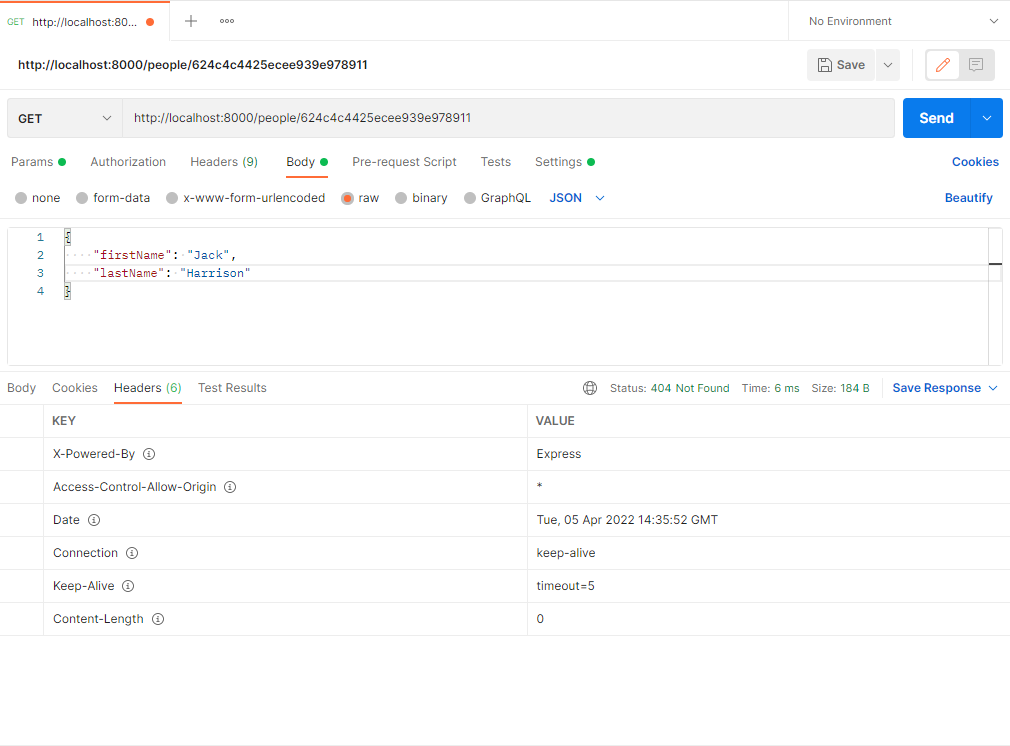 GET http://localhost:80... No Environment
http://localhost:8000/people/624c4c4425ecee939e978911 Save
GET http://localhost:8000/people/624c4c4425ecee939e978911 Send
Params Authorization Headers (9) Body Pre-request Script Tests Settings Cookies
none form-data x-www-form-urlencoded raw binary GraphQL JSON Beautify
1 {
2 "firstName": "Jack",
3 "lastName": "Harrison"
4 }
Body Cookies Headers (6) Test Results Status: 404 Not Found Time: 6 ms Size: 184 B Save Response
KEY VALUE
X-Powered-By Express
Access-Control-Allow-Origin *
Date Tue, 05 Apr 2022 14:35:52 GMT
Connection keep-alive
Keep-Alive timeout=5
Content-Length 0